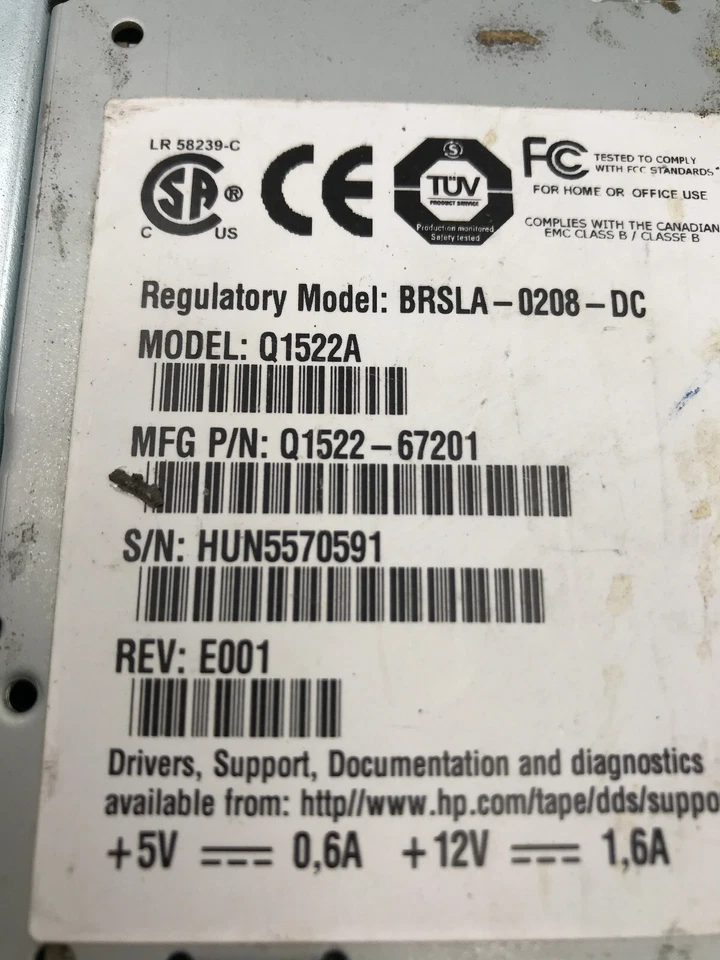 LR 58239-C
SA ®
C US
CE
S
TÜV
PRODUCT SERVICE
Production monitored
Safety tested
FC TESTED TO COMPLY
WITH FCC STANDARDS
FOR HOME OR OFFICE USE
COMPLIES WITH THE CANADIAN
EMC CLASS B / CLASSE B
Regulatory Model: BRSLA-0208-DC
MODEL: Q1522A
MFG P/N: Q1522-67201
S/N: HUN5570591
REV: E001
Drivers, Support, Documentation and diagnostics
available from: http//www.hp.com/tape/dds/suppo
+5V 0,6A +12V 1,6A